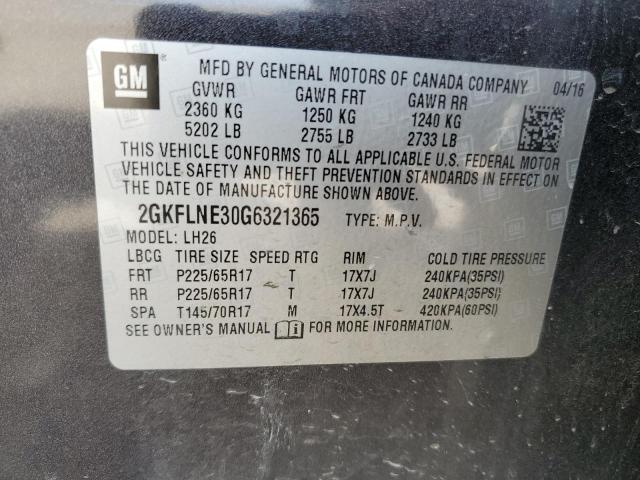 GM
MFD BY GENERAL MOTORS OF CANADA COMPANY 04/16
GVWR GAWR FRT GAWR RR
2360 KG 1250 KG 1240 KG
5202 LB 2755 LB 2733 LB
THIS VEHICLE CONFORMS TO ALL APPLICABLE U.S. FEDERAL MOTOR
VEHICLE SAFETY AND THEFT PREVENTION STANDARDS IN EFFECT ON
THE DATE OF MANUFACTURE SHOWN ABOVE.
2GKFLNE30G6321365 TYPE: M.P.V.
MODEL: LH26
LBCG TIRE SIZE SPEED RTG RIM COLD TIRE PRESSURE
FRT P225/65R17 T 17X7J 240KPA(35PSI)
RR P225/65R17 T 17X7J 240KPA(35PSI)
SPA T145/70R17 M 17X4.5T 420KPA(60PSI)
SEE OWNER'S MANUAL i FOR MORE INFORMATION.